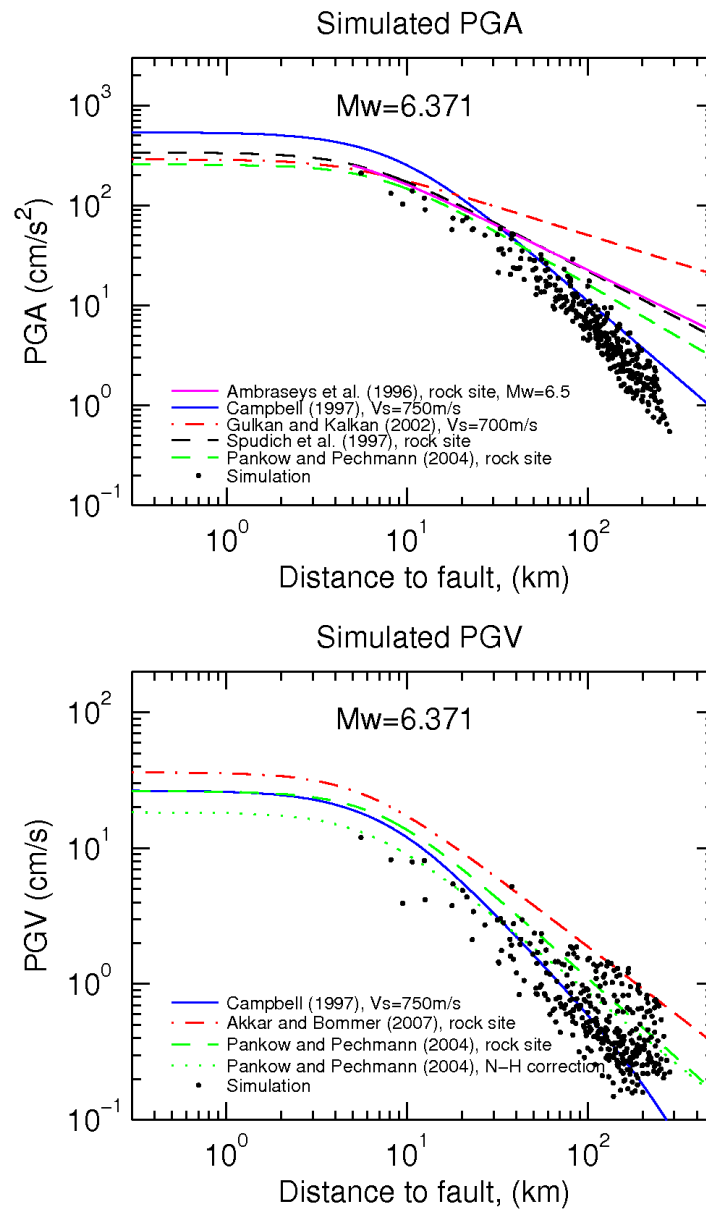 Simulated PGA
Mw=6.371
PGA (cm/s²)
10³
10²
10¹
10⁰
10⁻¹
Ambraseys et al. (1996), rock site, Mw=6.5
Campbell (1997), Vs=750m/s
Gulkan and Kalkan (2002), Vs=700m/s
Spudich et al. (1997), rock site
Pankow and Pechmann (2004), rock site
Simulation
10⁰ 10¹ 10²
Distance to fault, (km)
Simulated PGV
Mw=6.371
PGV (cm/s)
10²
10¹
10⁰
10⁻¹
Campbell (1997), Vs=750m/s
Akkar and Bommer (2007), rock site
Pankow and Pechmann (2004), rock site
Pankow and Pechmann (2004), N−H correction
Simulation
10⁰ 10¹ 10²
Distance to fault, (km)